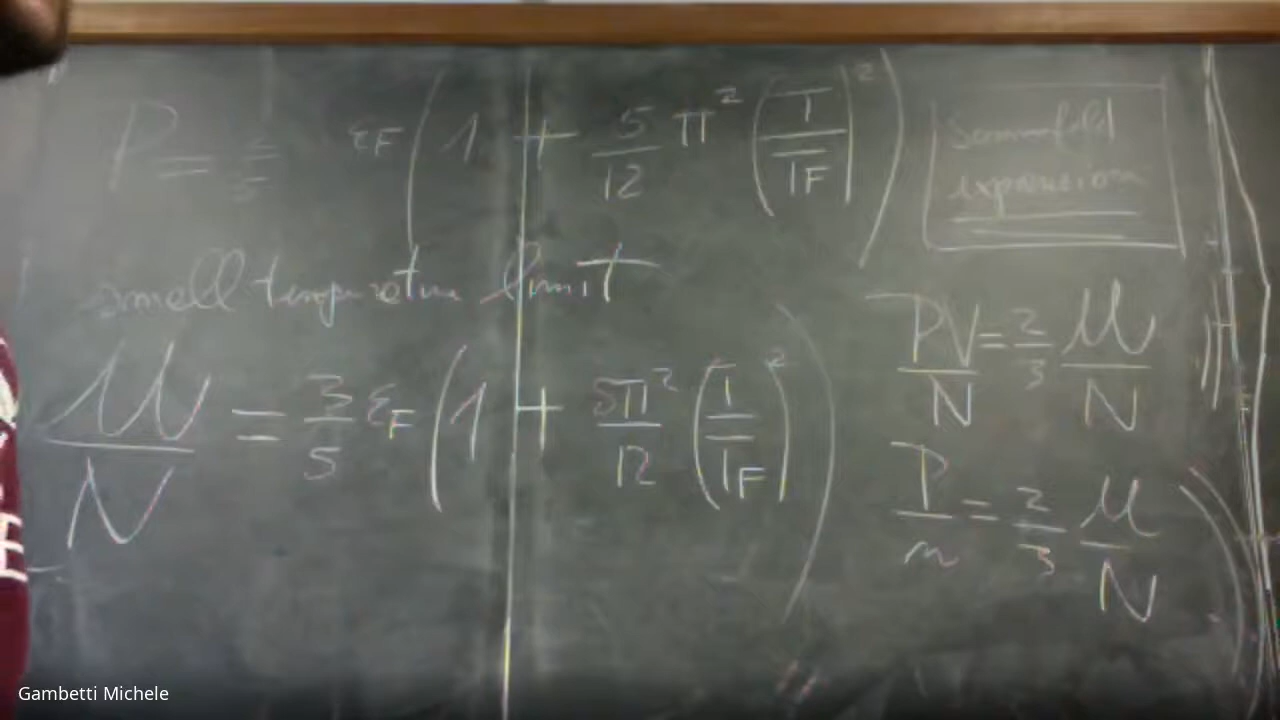 P = ε_F (1 + 5/12 π² (T/T_F)²)
Sommerfeld
expansion
small temperature limit
U/N = 3/5 ε_F (1 + 5π²/12 (T/T_F)²)
PV/N = 2/3 U/N
P/n = 2/3 U/N
Gambetti Michele